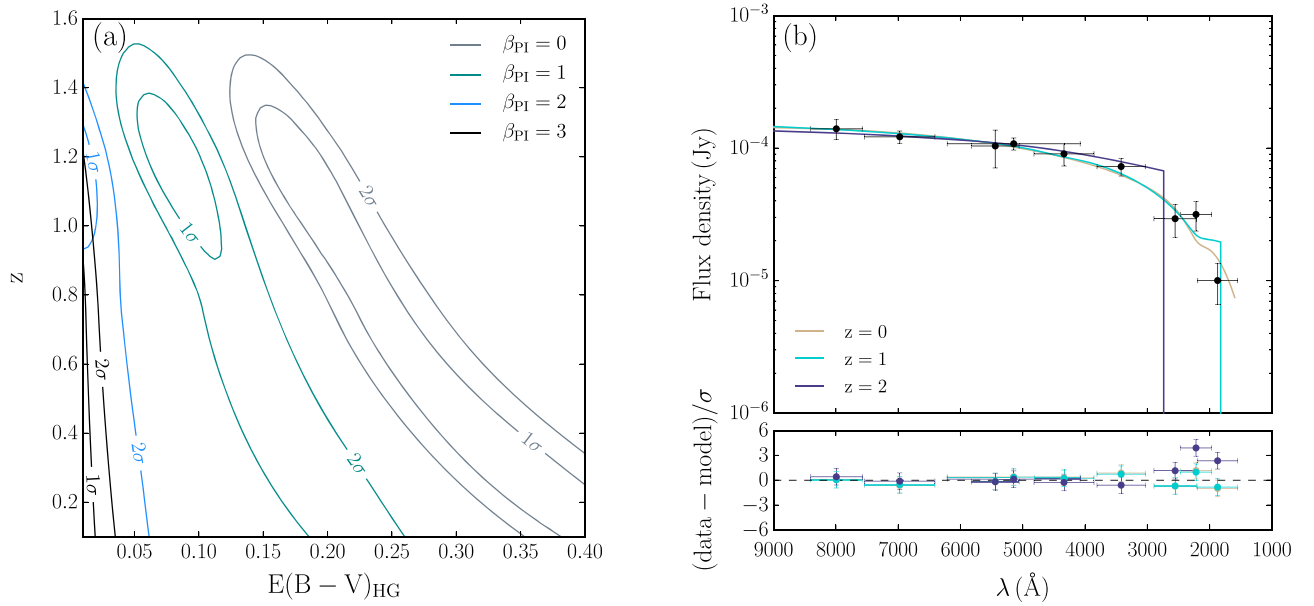 (a)
β_PI = 0
β_PI = 1
β_PI = 2
β_PI = 3
1σ
2σ
1σ
2σ
2σ
1σ
2σ
1σ
2σ
1.6
1.4
1.2
1.0
0.8
0.6
0.4
0.2
z
0.05 0.10 0.15 0.20 0.25 0.30 0.35 0.40
E(B − V)_HG
(b)
10^−3
10^−4
10^−5
10^−6
Flux density (Jy)
z = 0
z = 1
z = 2
6
3
0
−3
−6
(data − model)/σ
9000 8000 7000 6000 5000 4000 3000 2000 1000
λ (Å)